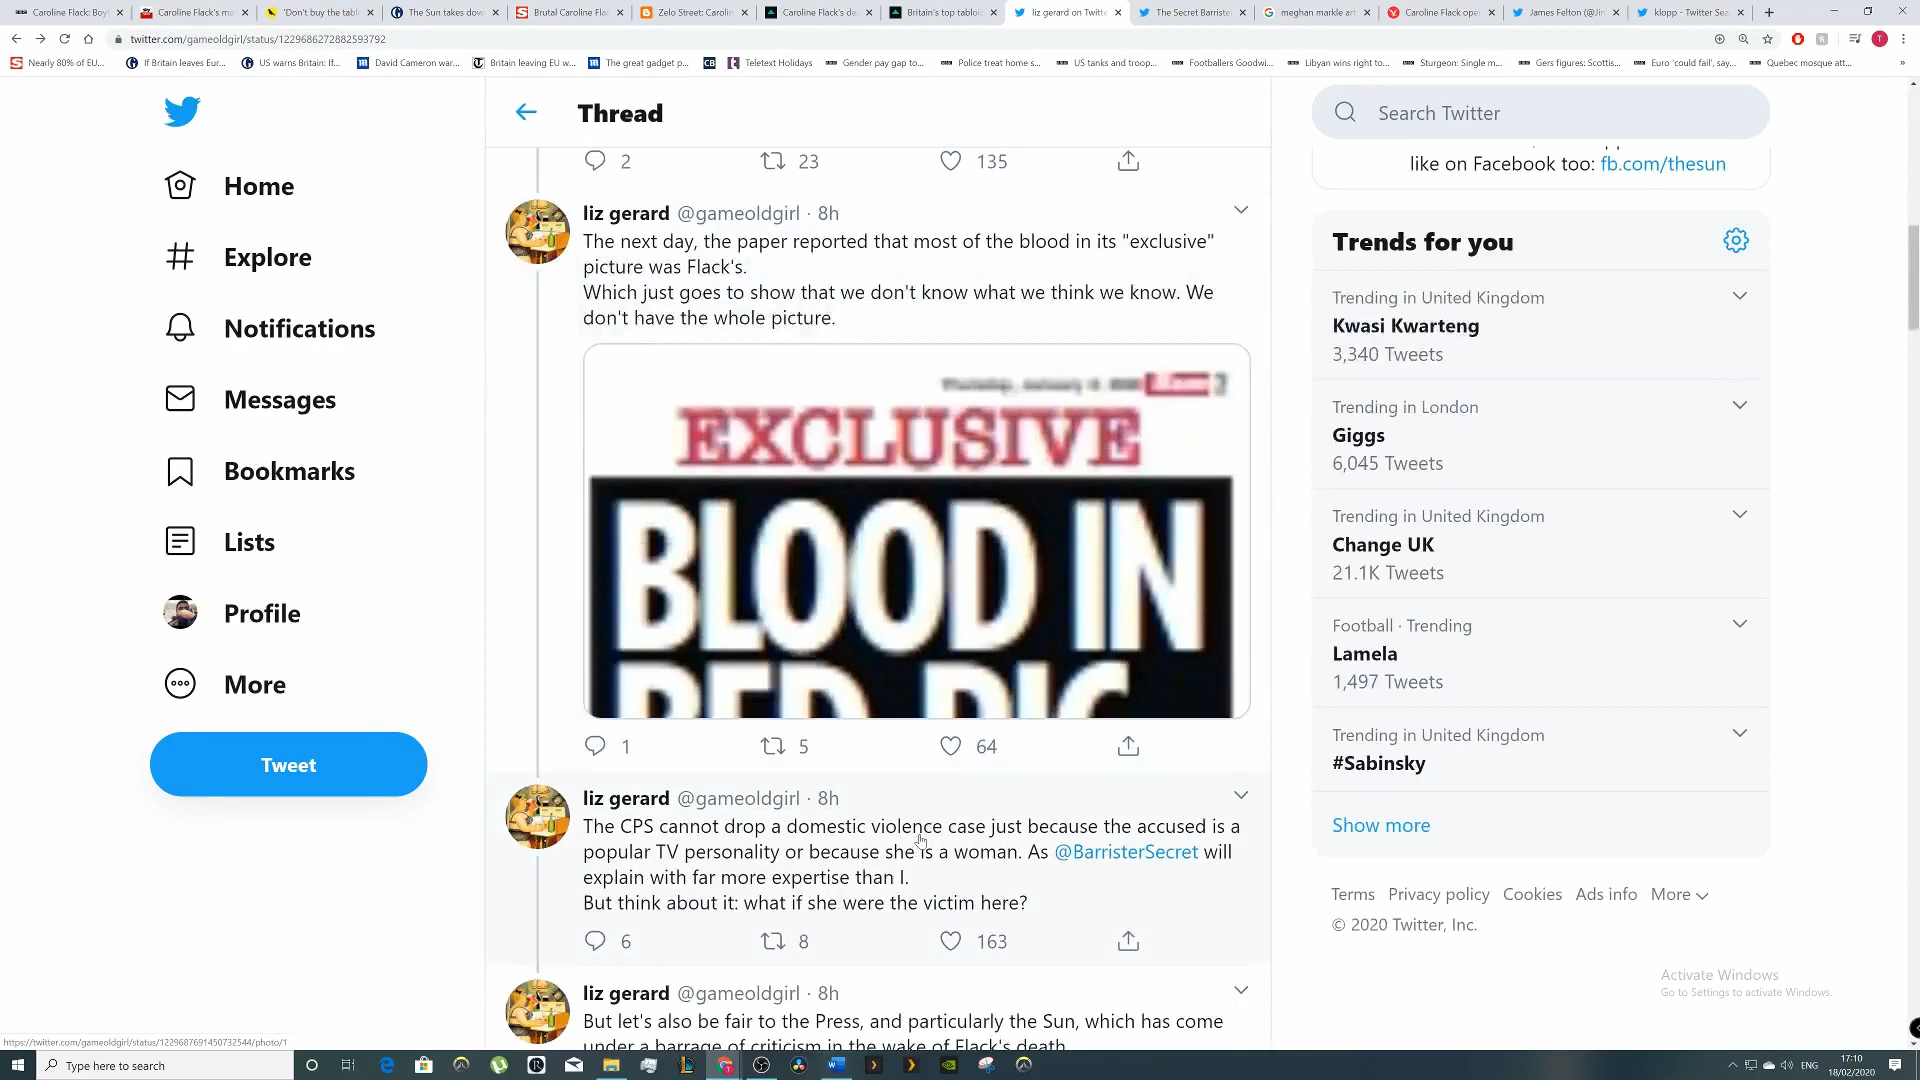 Caroline Flack: Boyf
Caroline Flack's ma
'Don't buy the tabl
The Sun takes dow
Brutal Caroline Flac
Zelo Street: Carolin
Caroline Flack's de
Britain's top tabloi
liz gerard on Twitte
The Secret Barriste
meghan markle art
Caroline Flack oper
James Felton (@Jim
klopp - Twitter Sea
twitter.com/gameoldgirl/status/1229686272882593792
Nearly 80% of EU...
If Britain leaves Eur...
US warns Britain: If...
David Cameron war...
Britain leaving EU w...
The great gadget p...
CB
Teletext Holidays
Gender pay gap to...
Police treat home s...
US tanks and troop...
Footballers Goodwi...
Libyan wins right to...
Sturgeon: Single m...
Gers figures: Scottis...
Euro 'could fail', say...
Quebec mosque att...
Home
Explore
Notifications
Messages
Bookmarks
Lists
Profile
More
Tweet
Thread
2 23 135
liz gerard @gameoldgirl · 8h
The next day, the paper reported that most of the blood in its "exclusive"
picture was Flack's.
Which just goes to show that we don't know what we think we know. We
don't have the whole picture.
EXCLUSIVE
BLOOD IN
BED PIC
1 5 64
liz gerard @gameoldgirl · 8h
The CPS cannot drop a domestic violence case just because the accused is a
popular TV personality or because she is a woman. As @BarristerSecret will
explain with far more expertise than I.
But think about it: what if she were the victim here?
6 8 163
liz gerard @gameoldgirl · 8h
But let's also be fair to the Press, and particularly the Sun, which has come
under a barrage of criticism in the wake of Flack's death.
Search Twitter
like on Facebook too: fb.com/thesun
Trends for you
Trending in United Kingdom
Kwasi Kwarteng
3,340 Tweets
Trending in London
Giggs
6,045 Tweets
Trending in United Kingdom
Change UK
21.1K Tweets
Football · Trending
Lamela
1,497 Tweets
Trending in United Kingdom
#Sabinsky
Show more
Terms Privacy policy Cookies Ads info More
© 2020 Twitter, Inc.
Activate Windows
Go to Settings to activate Windows.
https://twitter.com/gameoldgirl/status/1229687691450732544/photo/1
Type here to search
ENG
17:10
18/02/2020